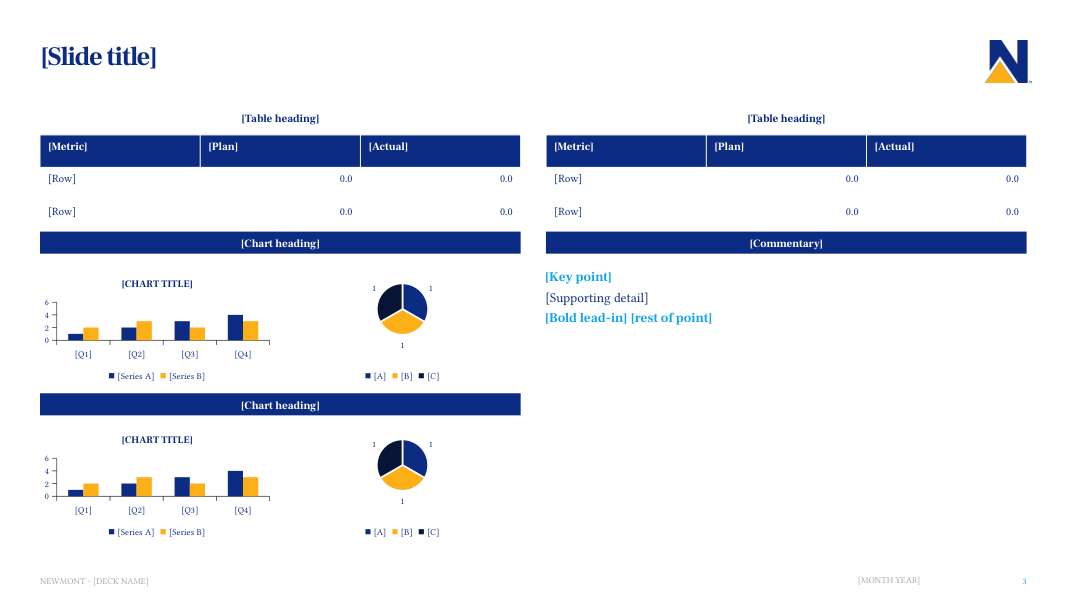 [Slide title]
[Table heading]
[Metric] [Plan] [Actual]
[Row] 0.0 0.0
[Row] 0.0 0.0
[Table heading]
[Metric] [Plan] [Actual]
[Row] 0.0 0.0
[Row] 0.0 0.0
[Chart heading]
[CHART TITLE]
6
4
2
0
[Q1] [Q2] [Q3] [Q4]
[Series A] [Series B]
1 1
1
[A] [B] [C]
[Commentary]
[Key point]
[Supporting detail]
[Bold lead-in] [rest of point]
[Chart heading]
[CHART TITLE]
6
4
2
0
[Q1] [Q2] [Q3] [Q4]
[Series A] [Series B]
1 1
1
[A] [B] [C]
NEWMONT - [DECK NAME]
[MONTH YEAR]
3